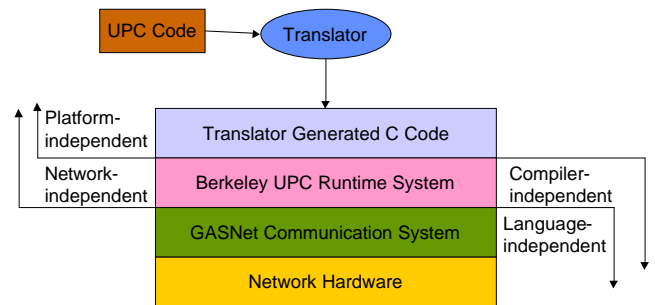 UPC Code
Translator
Platform-
independent
Translator Generated C Code
Network-
independent
Berkeley UPC Runtime System
Compiler-
independent
GASNet Communication System
Language-
independent
Network Hardware